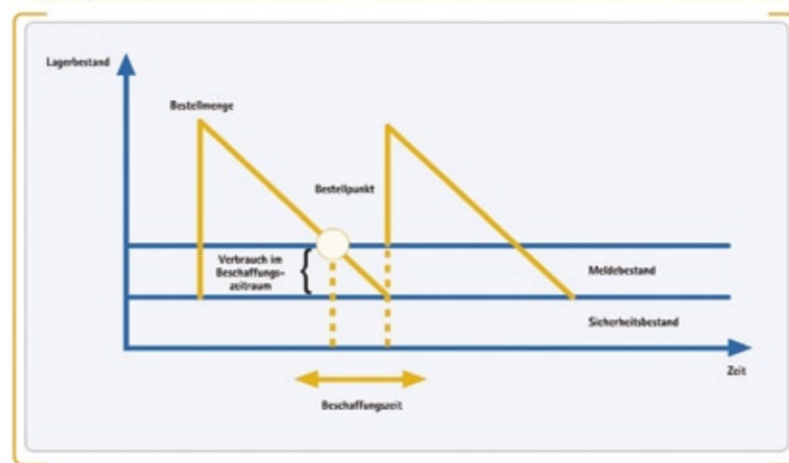 Lagerbestand
Bestellmenge
Bestellpunkt
Verbrauch im
Beschaffungs-
zeitraum
Meldebestand
Sicherheitsbestand
Zeit
Beschaffungszeit